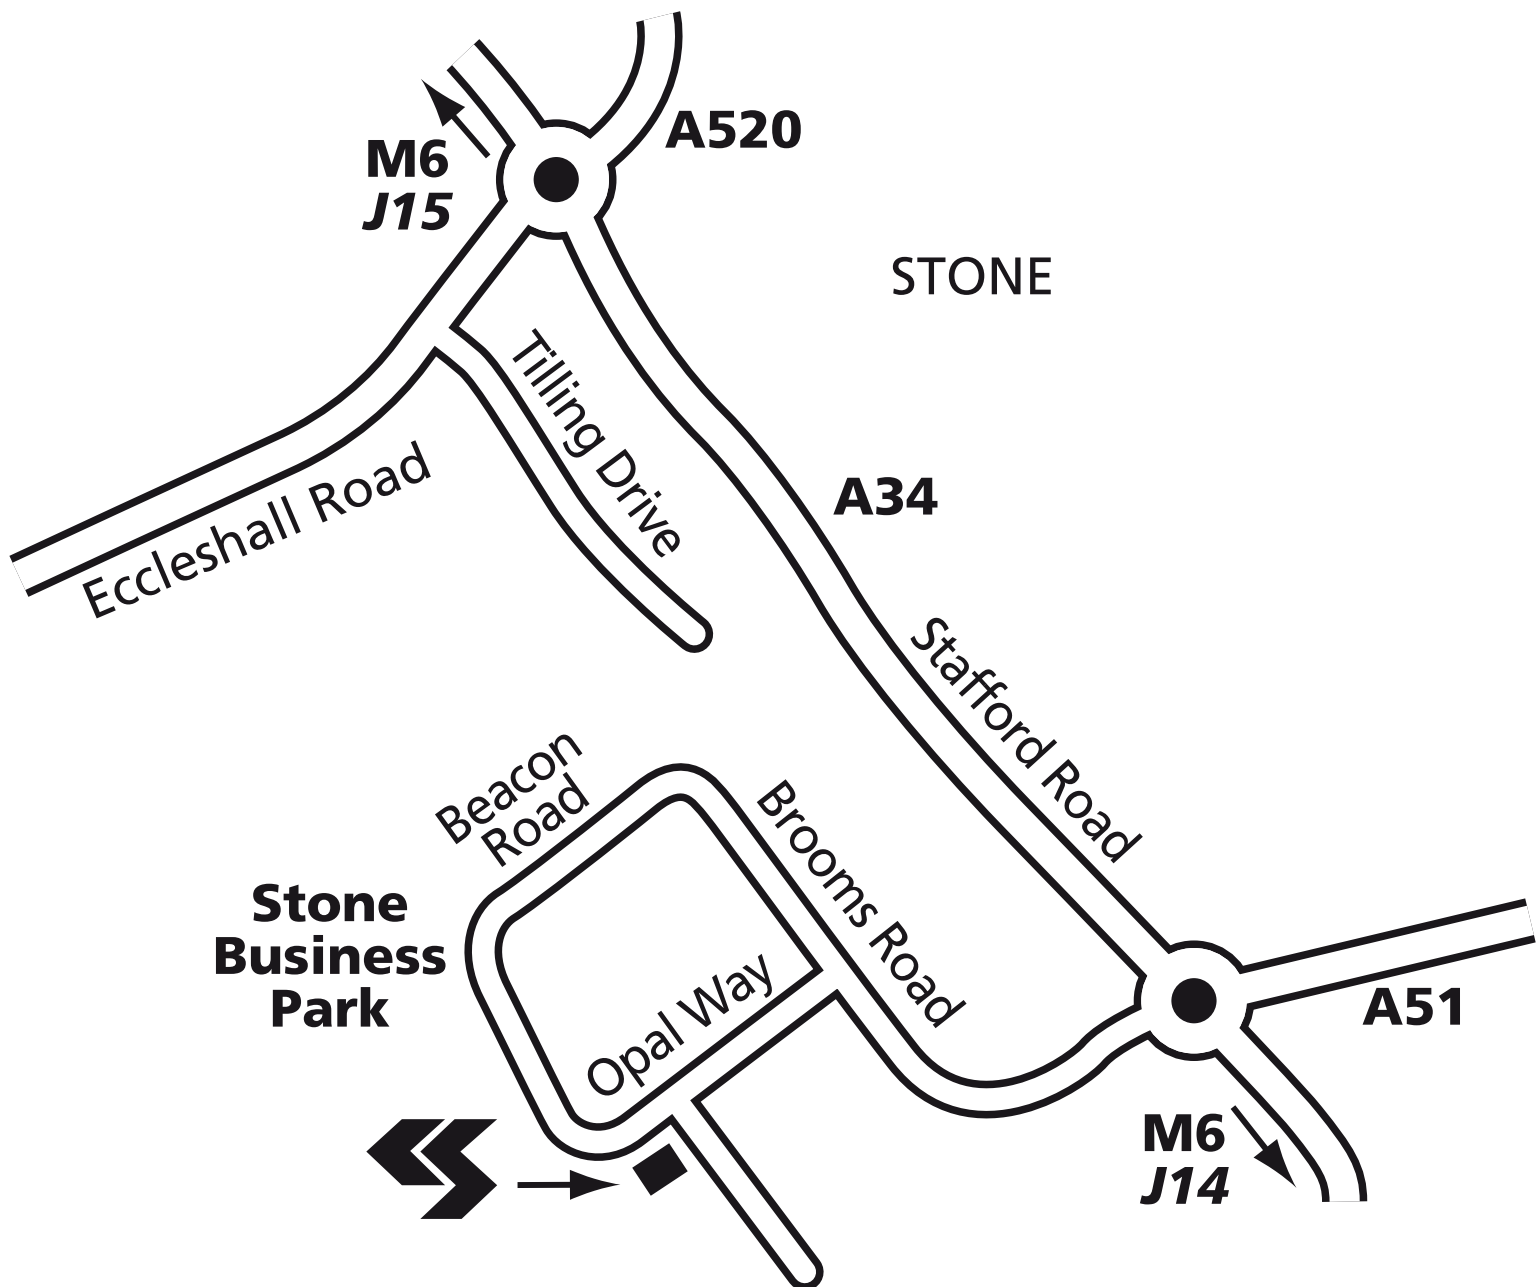 A520
M6
J15
STONE
Tilling Drive
Eccleshall Road
A34
Stafford Road
Beacon
Road
Brooms Road
Stone
Business
Park
Opal Way
A51
M6
J14